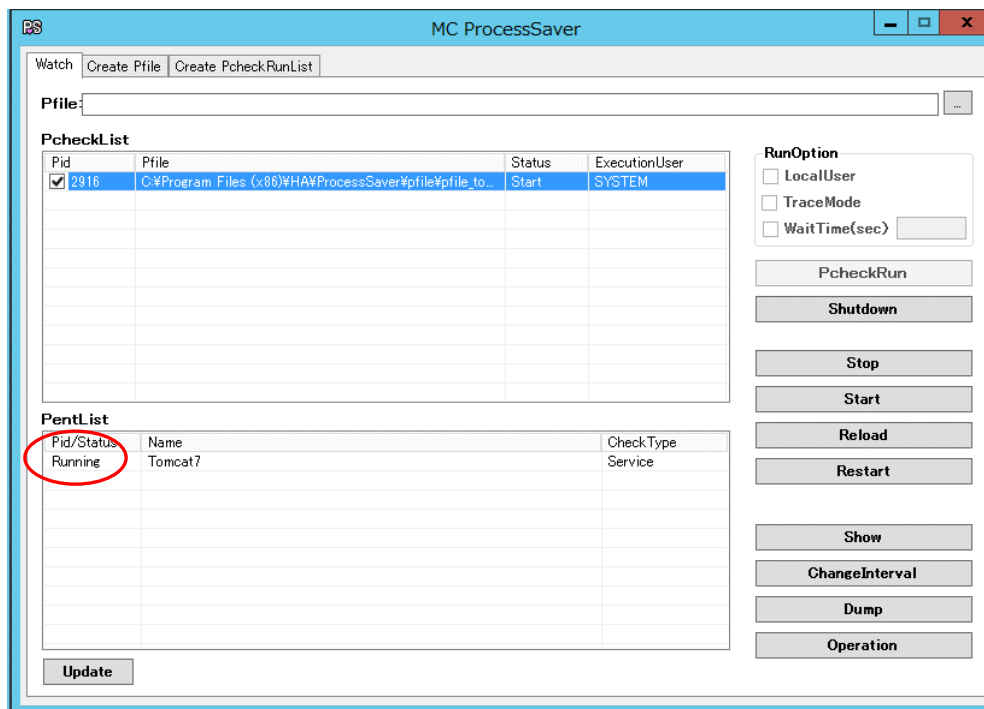 PS MC ProcessSaver
Watch Create Pfile Create PcheckRunList
Pfile: ...
PcheckList
Pid Pfile Status ExecutionUser
2916 C:¥Program Files (x86)¥HA¥ProcessSaver¥pfile¥pfile_to... Start SYSTEM
RunOption
LocalUser
TraceMode
WaitTime(sec)
PcheckRun
Shutdown
Stop
Start
Reload
Restart
PentList
Pid/Status Name CheckType
Running Tomcat7 Service
Show
ChangeInterval
Dump
Operation
Update